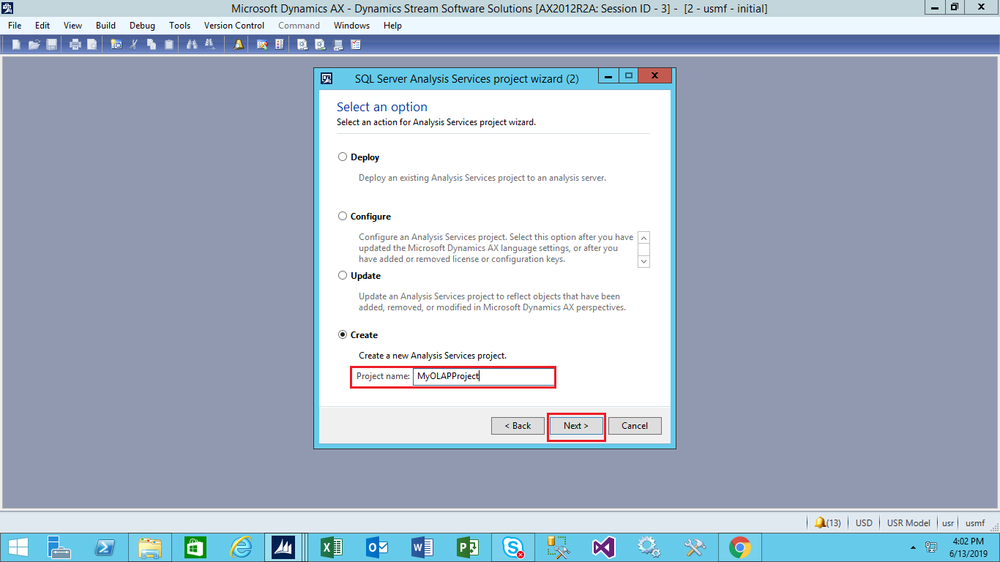 Microsoft Dynamics AX - Dynamics Stream Software Solutions [AX2012R2A: Session ID - 3] - [2 - usmf - initial]
File Edit View Build Debug Tools Version Control Command Windows Help
SQL Server Analysis Services project wizard (2)
Select an option
Select an action for Analysis Services project wizard.
Deploy
Deploy an existing Analysis Services project to an analysis server.
Configure
Configure an Analysis Services project. Select this option after you have
updated the Microsoft Dynamics AX language settings, or after you
have added or removed license or configuration keys.
Update
Update an Analysis Services project to reflect objects that have been
added, removed, or modified in Microsoft Dynamics AX perspectives.
Create
Create a new Analysis Services project.
Project name: MyOLAPProject
< Back Next > Cancel
(13) USD USR Model usr usmf
4:02 PM
6/13/2019